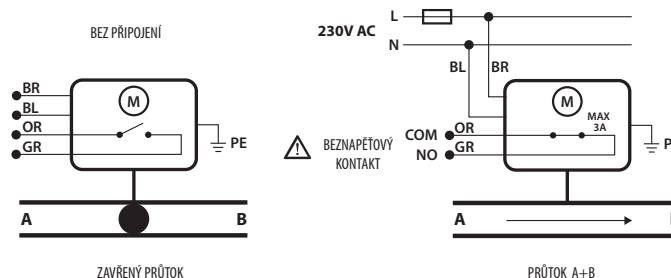 BEZ PŘIPOJENÍ
BR
BL
OR
GR
M
PE
A
B
ZAVŘENÝ PRŮTOK
230V AC
L
N
BL
BR
M
MAX
3A
COM
OR
NO
GR
BEZNAPĚŤOVÝ
KONTAKT
P
A
PRŮTOK A+B